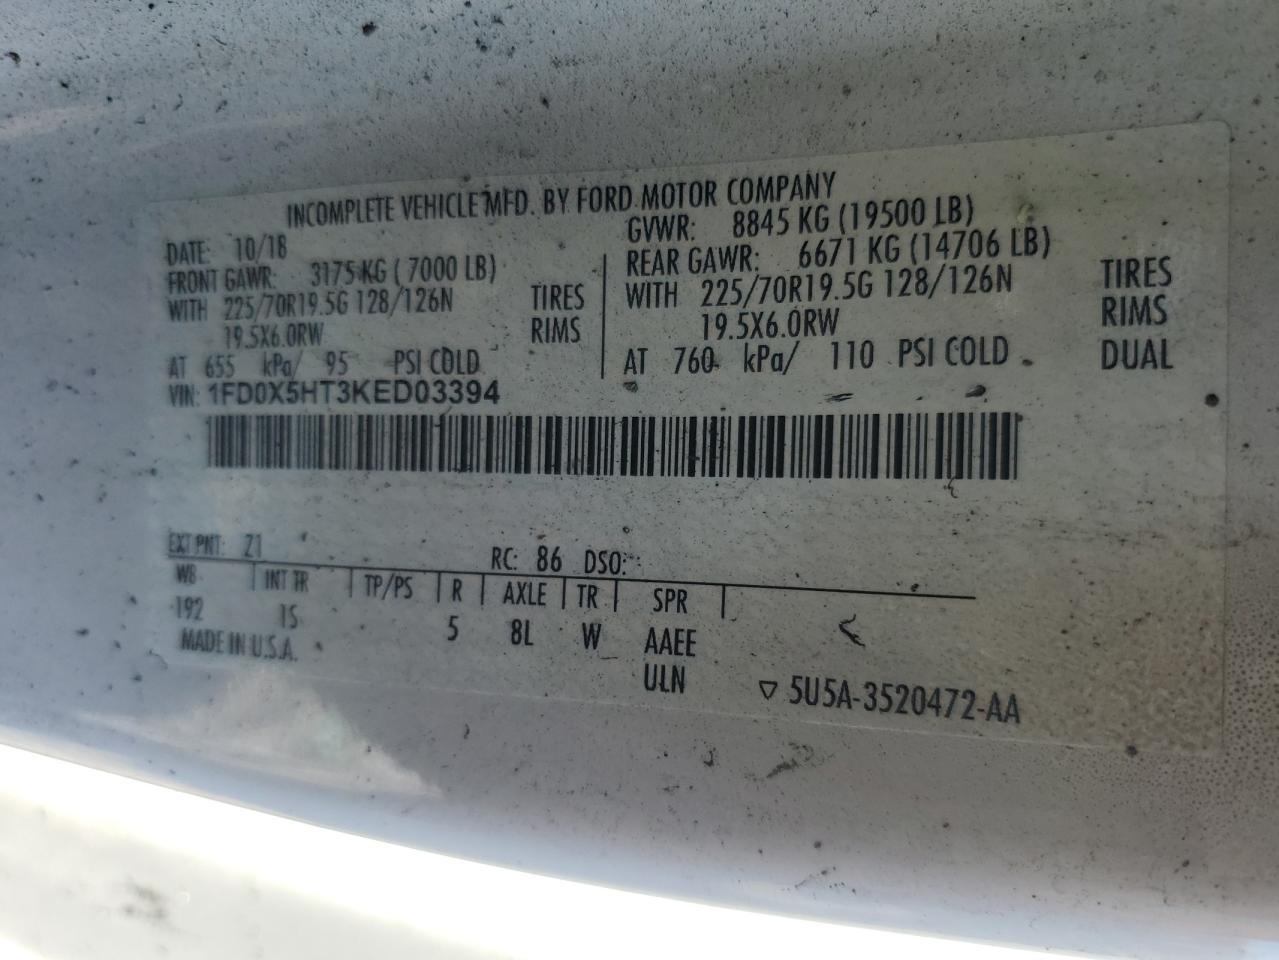 INCOMPLETE VEHICLE MFD. BY FORD MOTOR COMPANY
DATE: 10/18
GVWR: 8845 KG (19500 LB)
FRONT GAWR: 3175 KG ( 7000 LB)
REAR GAWR: 6671 KG (14706 LB)
WITH 225/70R19.5G 128/126N TIRES
WITH 225/70R19.5G 128/126N TIRES
19.5X6.0RW RIMS
19.5X6.0RW RIMS
AT 655 kPa/ 95 PSI COLD
AT 760 kPa/ 110 PSI COLD DUAL
VIN: 1FD0X5HT3KED03394
EXT PNT: Z1 RC: 86 DSO:
WB INT TR TP/PS R AXLE TR SPR
192 1S 5 8L W AAEE
MADE IN U.S.A. ULN
▽ 5U5A-3520472-AA